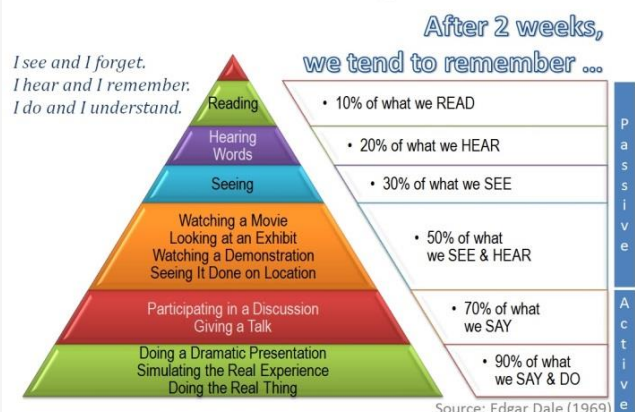 After 2 weeks,
we tend to remember ...
I see and I forget.
I hear and I remember.
I do and I understand.
Reading
• 10% of what we READ
Hearing
Words
• 20% of what we HEAR
Seeing
• 30% of what we SEE
Watching a Movie
Looking at an Exhibit
Watching a Demonstration
Seeing It Done on Location
• 50% of what
we SEE & HEAR
Participating in a Discussion
Giving a Talk
• 70% of what
we SAY
Doing a Dramatic Presentation
Simulating the Real Experience
Doing the Real Thing
• 90% of what
we SAY & DO
Passive
Active
Source: Edgar Dale (1969)